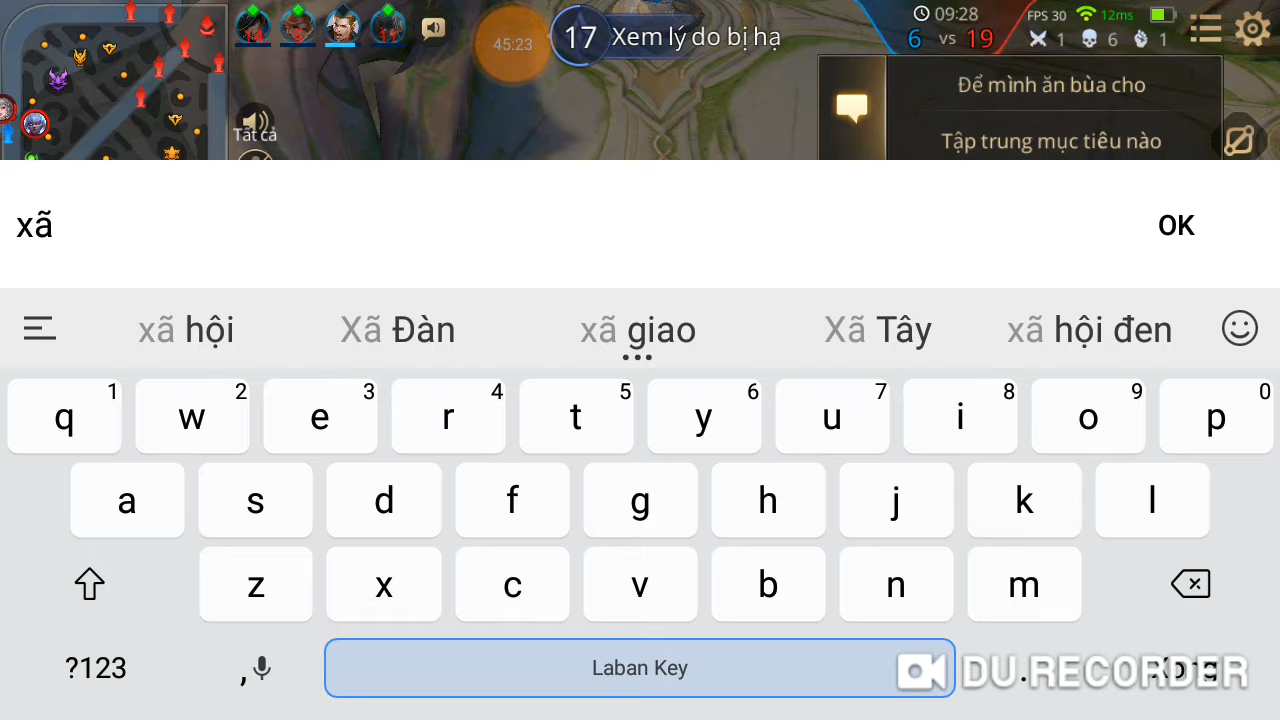 45:23
17 Xem lý do bị hạ
09:28
6 vs 19
FPS 30 12ms
1 6 1
Để mình ăn bùa cho
Tất cả
Tập trung mục tiêu nào
xã
OK
xã hội Xã Đàn xã giao Xã Tây xã hội đen
1 2 3 4 5 6 7 8 9 0
q w e r t y u i o p
a s d f g h j k l
z x c v b n m
?123 , Laban Key . Xong
DU.RECORDER